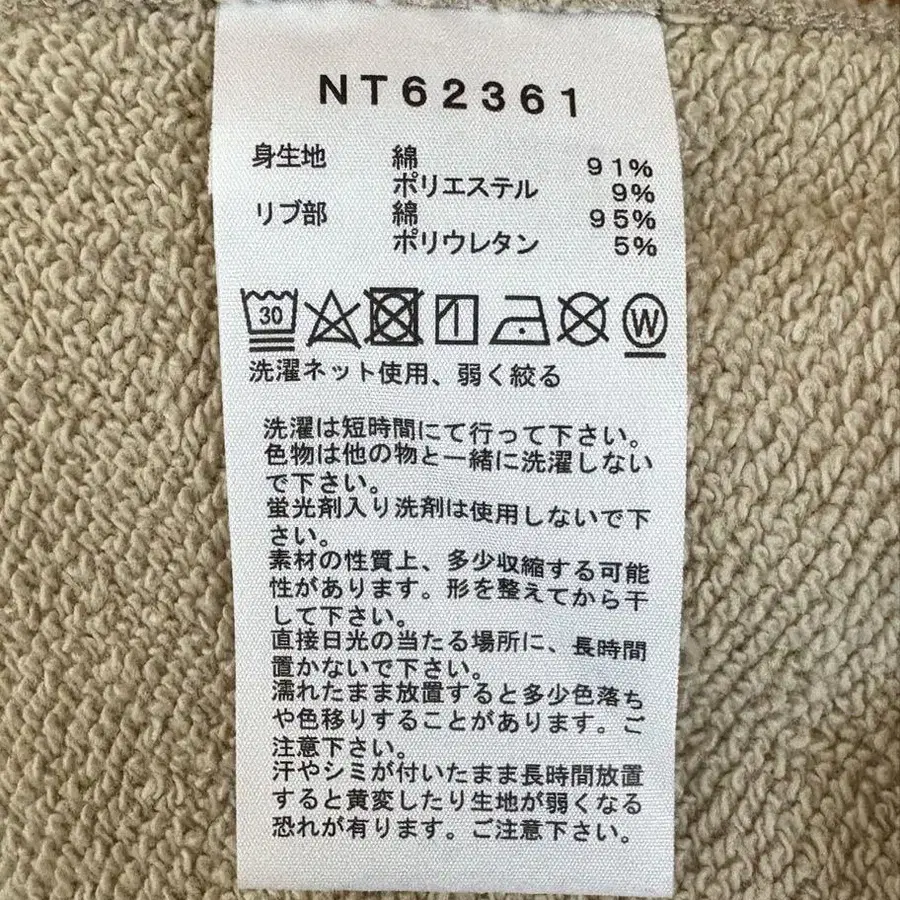 NT62361
身生地 綿 91%
ポリエステル 9%
リブ部 綿 95%
ポリウレタン 5%
30 W
洗濯ネット使用、弱く絞る
洗濯は短時間にて行って下さい。
色物は他の物と一緒に洗濯しない
で下さい。
蛍光剤入り洗剤は使用しないで下
さい。
素材の性質上、多少収縮する可能
性があります。形を整えてから干
して下さい。
直接日光の当たる場所に、長時間
置かないで下さい。
濡れたまま放置すると多少色落ち
や色移りすることがあります。ご
注意下さい。
汗やシミが付いたまま長時間放置
すると黄変したり生地が弱くなる
恐れが有ります。ご注意下さい。